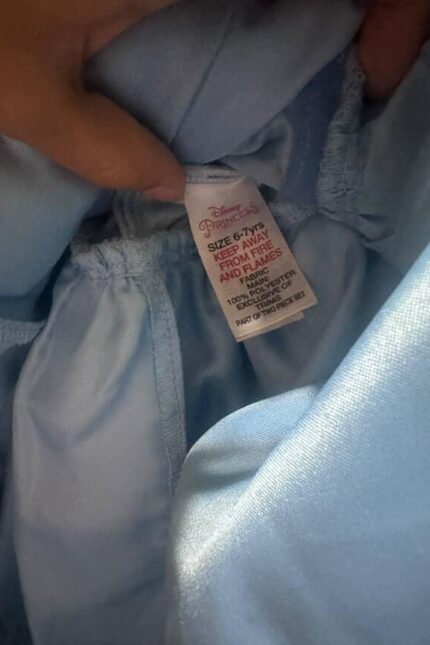 Disney
PRINCESS
SIZE 6-7yrs
KEEP AWAY
FROM FIRE
AND FLAMES
FABRIC
MAIN:
100% POLYESTER
EXCLUSIVE OF
TRIMS
PART OF TWO PIECE SET